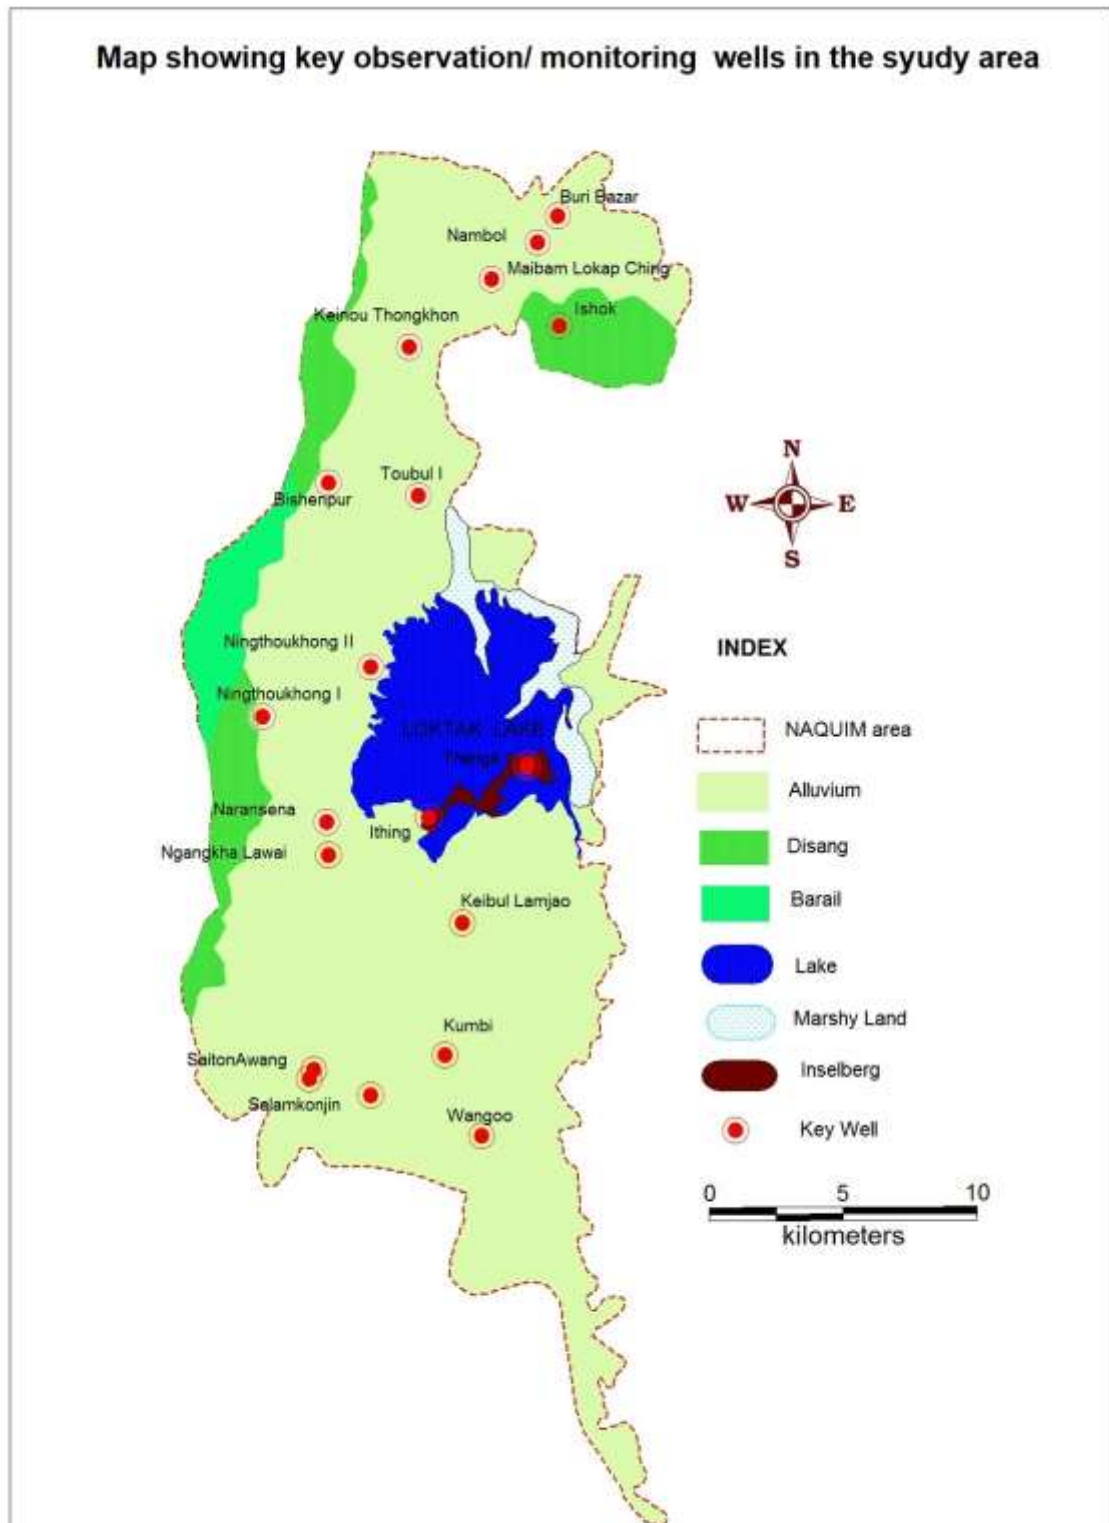 Map showing key observation/ monitoring wells in the syudy area
Buri Bazar
Nambol
Maibam Lokap Ching
Ishok
Keinou Thongkhon
Toubul I
Bishenpur
N
W E
S
Ningthoukhong II
INDEX
Ningthoukhong I
NAQUIM area
LOKTAK LAKE
Thanga
Alluvium
Naransena
Ithing
Disang
Ngangkha Lawai
Barail
Keibul Lamjao
Lake
Marshy Land
Kumbi
SaitonAwang
Inselberg
Selamkonjin
Wangoo
Key Well
0 5 10
kilometers